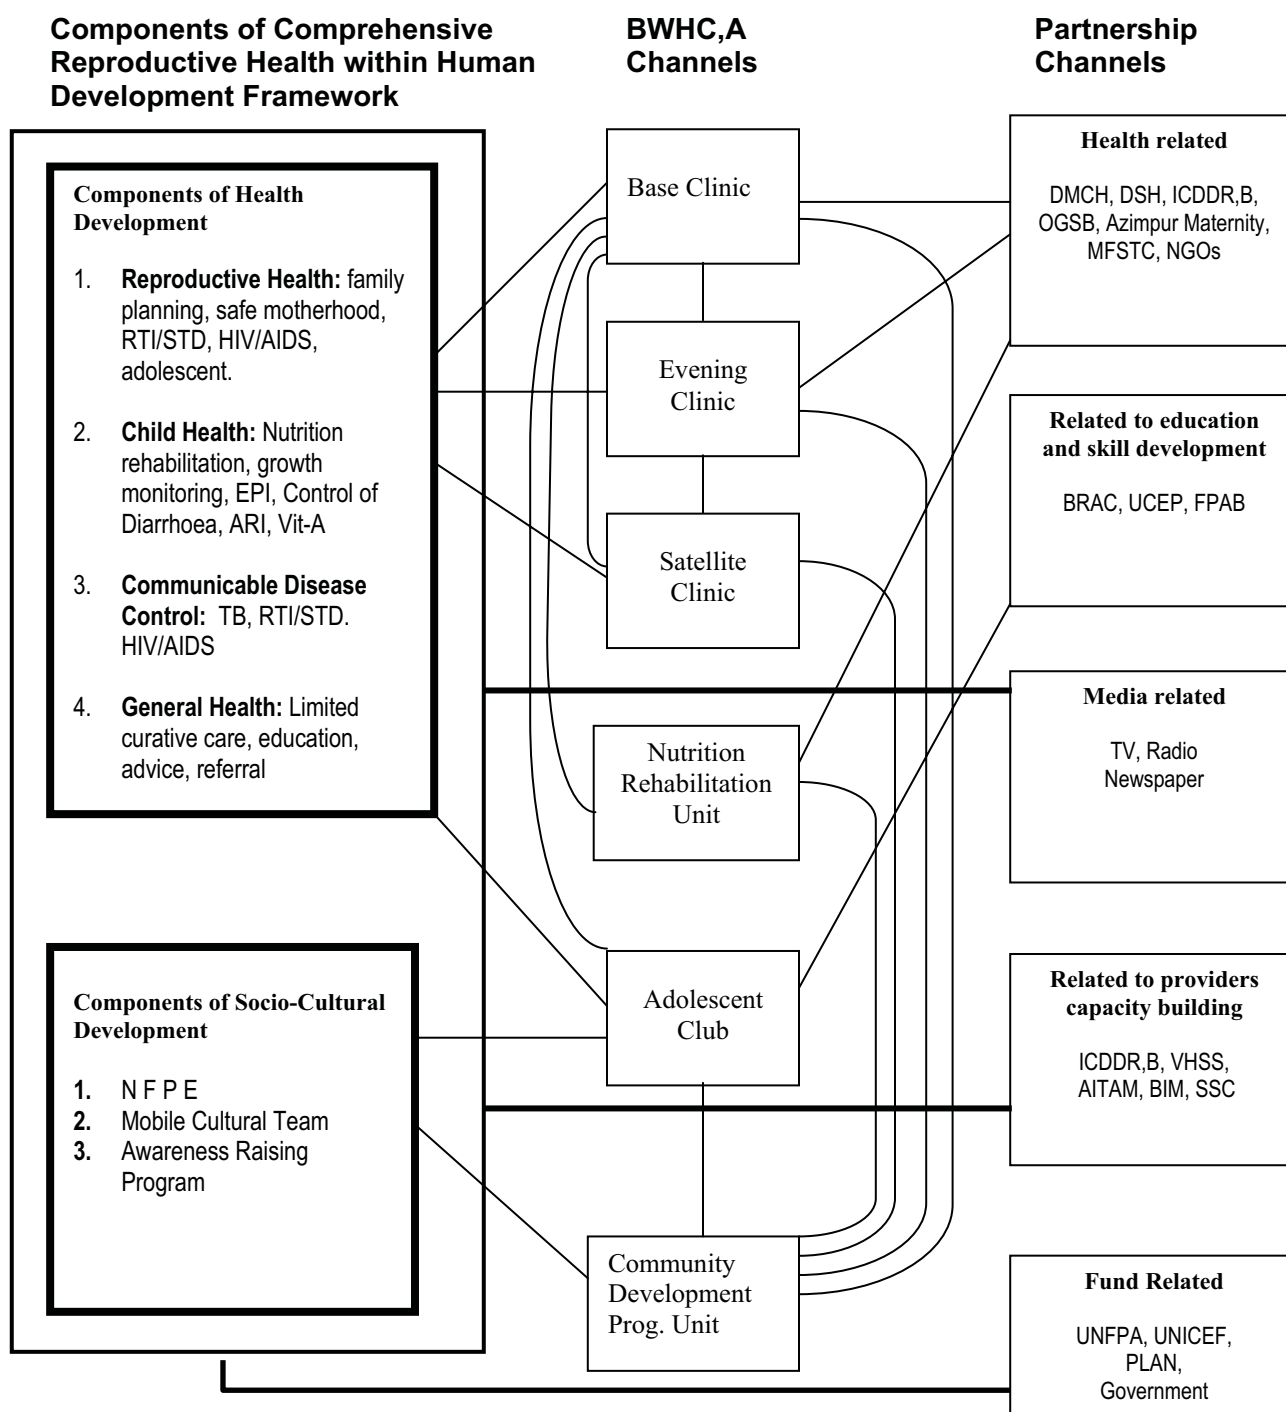 Components of Comprehensive
Reproductive Health within Human
Development Framework
BWHC,A
Channels
Partnership
Channels
Components of Health
Development
1. Reproductive Health: family
planning, safe motherhood,
RTI/STD, HIV/AIDS,
adolescent.
2. Child Health: Nutrition
rehabilitation, growth
monitoring, EPI, Control of
Diarrhoea, ARI, Vit-A
3. Communicable Disease
Control: TB, RTI/STD.
HIV/AIDS
4. General Health: Limited
curative care, education,
advice, referral
Components of Socio-Cultural
Development
1. N F P E
2. Mobile Cultural Team
3. Awareness Raising
Program
Base Clinic
Evening
Clinic
Satellite
Clinic
Nutrition
Rehabilitation
Unit
Adolescent
Club
Community
Development
Prog. Unit
Health related
DMCH, DSH, ICDDR,B,
OGSB, Azimpur Maternity,
MFSTC, NGOs
Related to education
and skill development
BRAC, UCEP, FPAB
Media related
TV, Radio
Newspaper
Related to providers
capacity building
ICDDR,B, VHSS,
AITAM, BIM, SSC
Fund Related
UNFPA, UNICEF,
PLAN,
Government